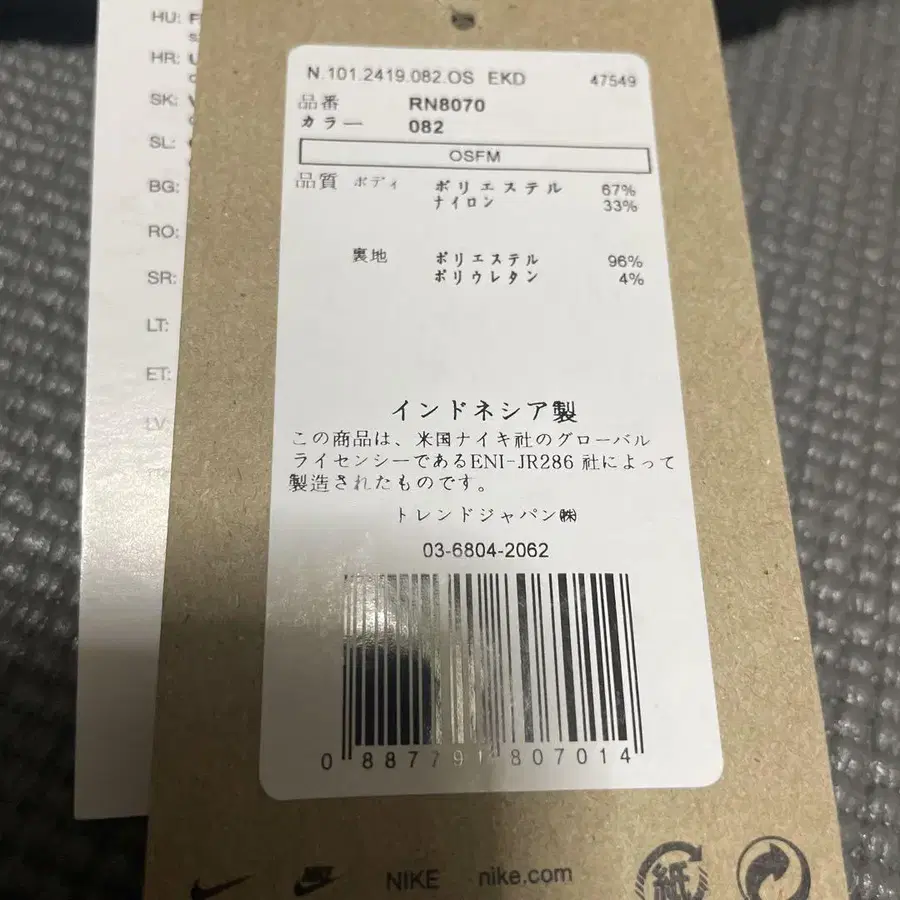 HU:
HR:
SK:
SL:
BG:
RO:
SR:
LT:
ET:
LV:
N.101.2419.082.OS EKD 47549
品番 RN8070
カラー 082
OSFM
品質 ボディ ポリエステル 67%
ナイロン 33%
裏地 ポリエステル 96%
ポリウレタン 4%
インドネシア製
この商品は、米国ナイキ社のグローバル
ライセンシーであるENI-JR286 社によって
製造されたものです。
トレンドジャパン㈱
03-6804-2062
0 887791 807014
NIKE NIKE nike.com 紙